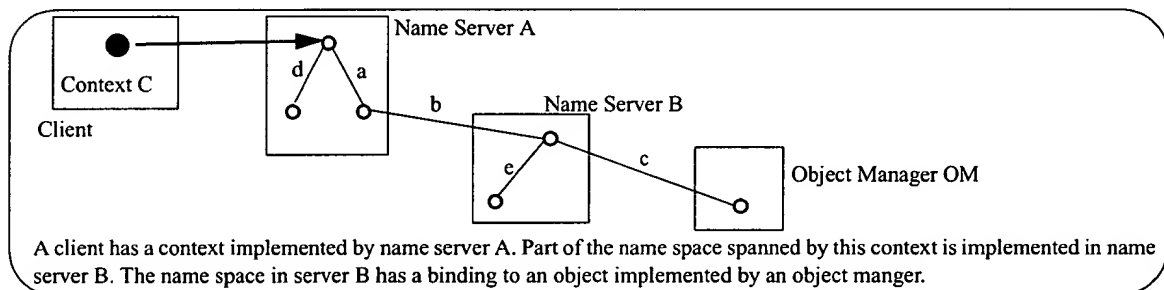 Name Server A
d
a
Context C
Client
b
Name Server B
e
c
Object Manager OM
A client has a context implemented by name server A. Part of the name space spanned by this context is implemented in name
server B. The name space in server B has a binding to an object implemented by an object manger.